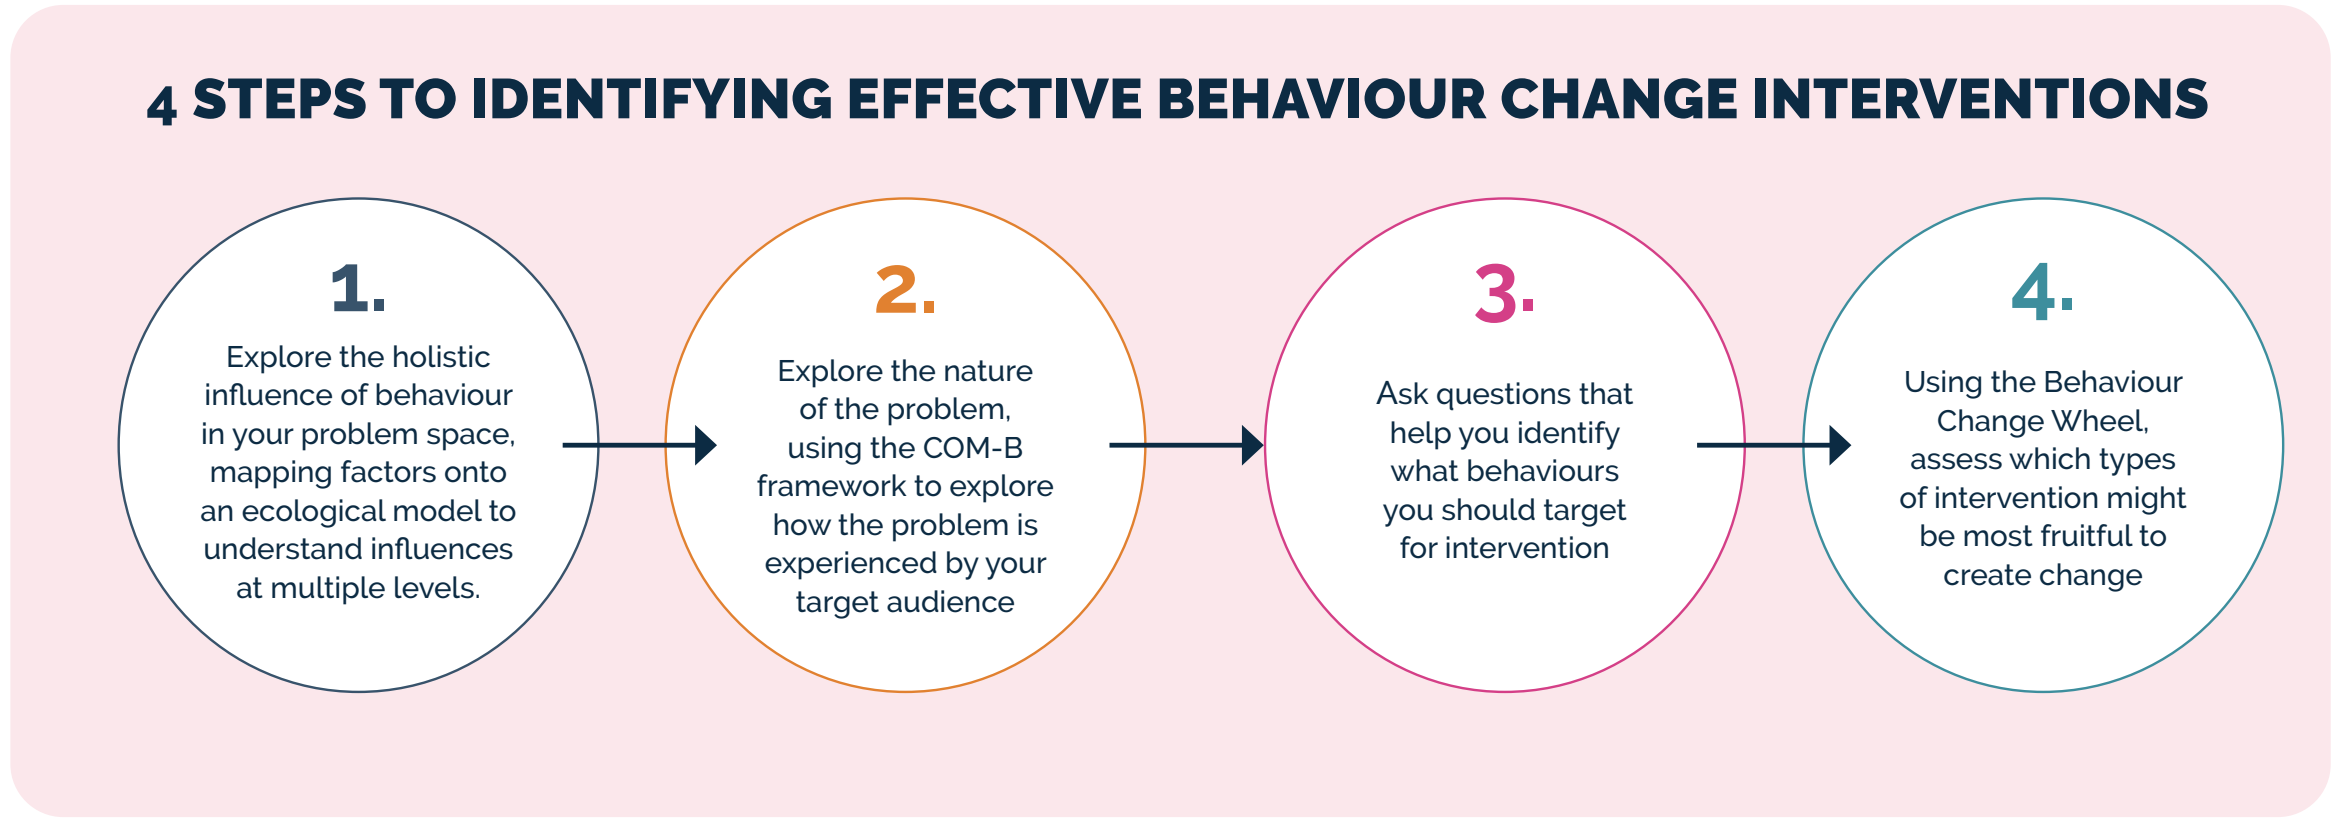 4 STEPS TO IDENTIFYING EFFECTIVE BEHAVIOUR CHANGE INTERVENTIONS
1.
Explore the holistic
influence of behaviour
in your problem space,
mapping factors onto
an ecological model to
understand influences
at multiple levels.
2.
Explore the nature
of the problem,
using the COM-B
framework to explore
how the problem is
experienced by your
target audience
3.
Ask questions that
help you identify
what behaviours
you should target
for intervention
4.
Using the Behaviour
Change Wheel,
assess which types
of intervention might
be most fruitful to
create change